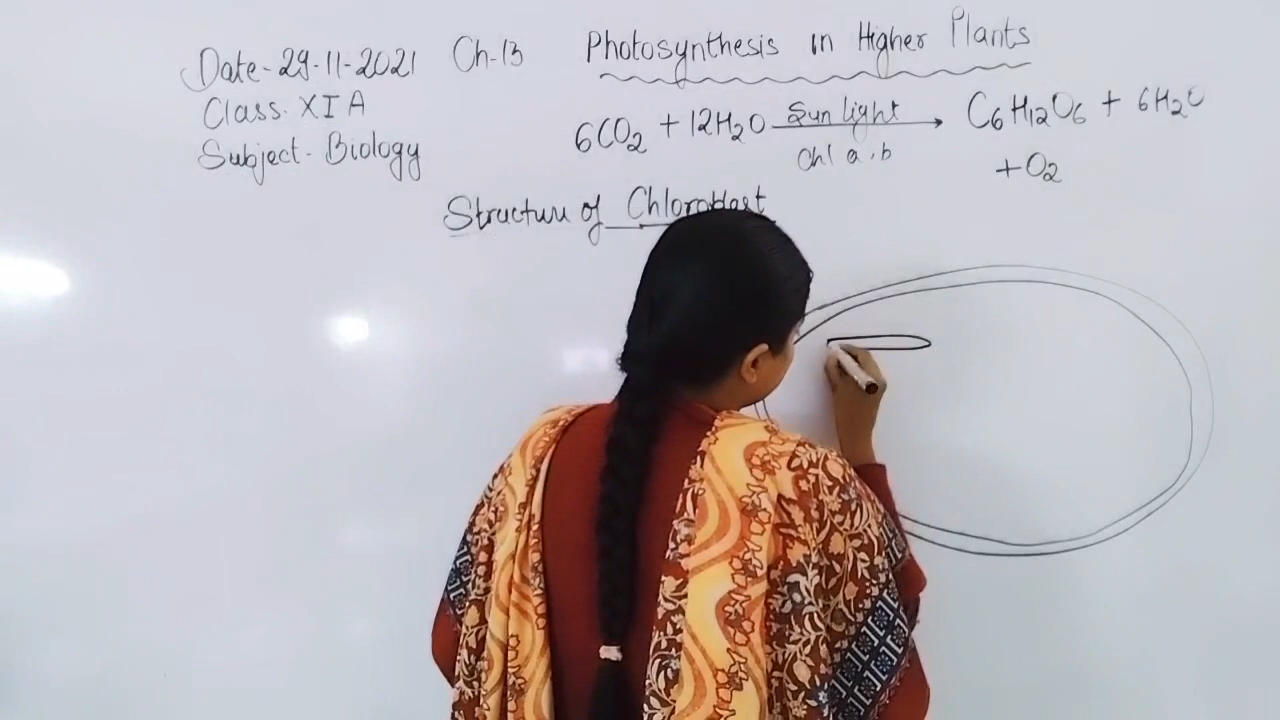 Date-29-11-2021 Ch-13 Photosynthesis in Higher Plants
Class. XI A
Subject- Biology
6CO2 + 12H2O Sun light C6H12O6 + 6H2O
Chl a, b
+O2
Structure of Chloroplast